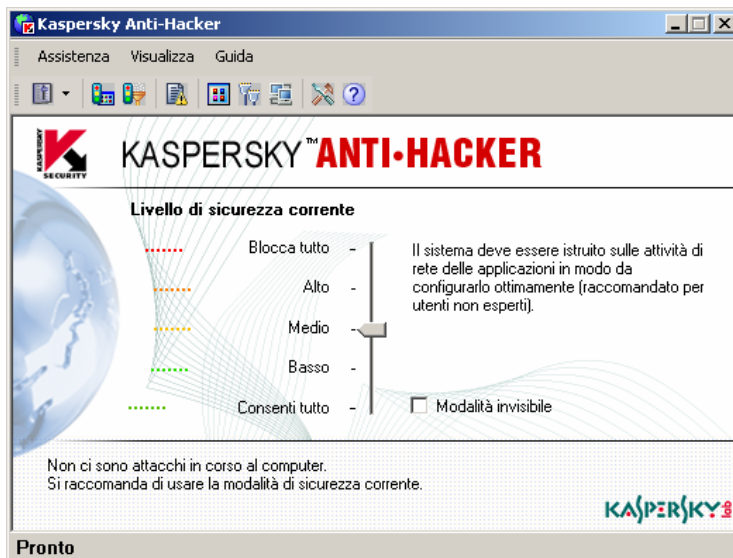 Kaspersky Anti-Hacker
Assistenza Visualizza Guida
KASPERSKY SECURITY
KASPERSKY™ ANTI•HACKER
Livello di sicurezza corrente
Blocca tutto
Alto
Medio
Basso
Consenti tutto
Il sistema deve essere istruito sulle attività di
rete delle applicazioni in modo da
configurarlo ottimamente (raccomandato per
utenti non esperti).
Modalità invisibile
Non ci sono attacchi in corso al computer.
Si raccomanda di usare la modalità di sicurezza corrente.
KASPERSKY lab
Pronto